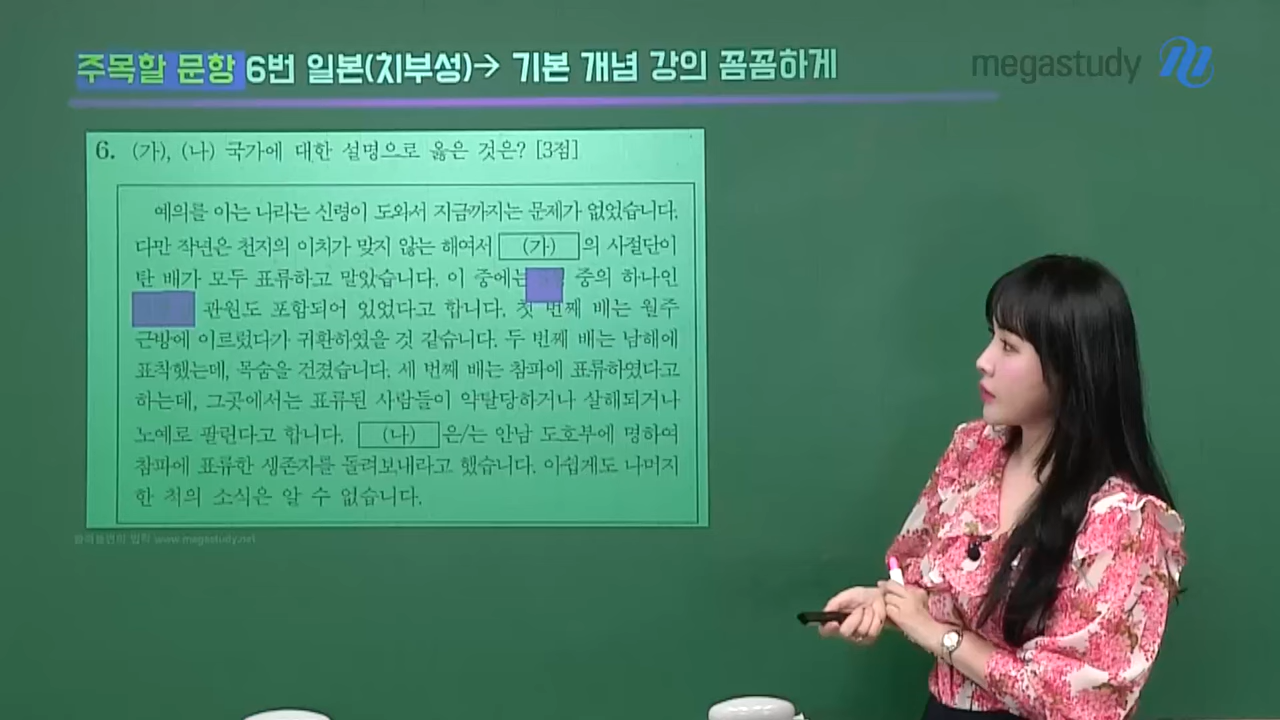 주목할 문항 6번 일본(치부성)→ 기본 개념 강의 꼼꼼하게
megastudy
6. (가), (나) 국가에 대한 설명으로 옳은 것은? [3점]
예의를 아는 나라는 신령이 도와서 지금까지는 문제가 없었습니다.
다만 작년은 천지의 이치가 맞지 않는 해여서 (가) 의 사절단이
탄 배가 모두 표류하고 말았습니다. 이 중에는 중의 하나인
관원도 포함되어 있었다고 합니다. 첫 번째 배는 월주
근방에 이르렀다가 귀환하였을 것 같습니다. 두 번째 배는 남해에
표착했는데, 목숨을 건졌습니다. 세 번째 배는 참파에 표류하였다고
하는데, 그곳에서는 표류된 사람들이 약탈당하거나 살해되거나
노예로 팔린다고 합니다. (나) 은/는 안남 도호부에 명하여
참파에 표류한 생존자를 돌려보내라고 했습니다. 아쉽게도 나머지
한 척의 소식은 알 수 없습니다.
www.megastudy.net